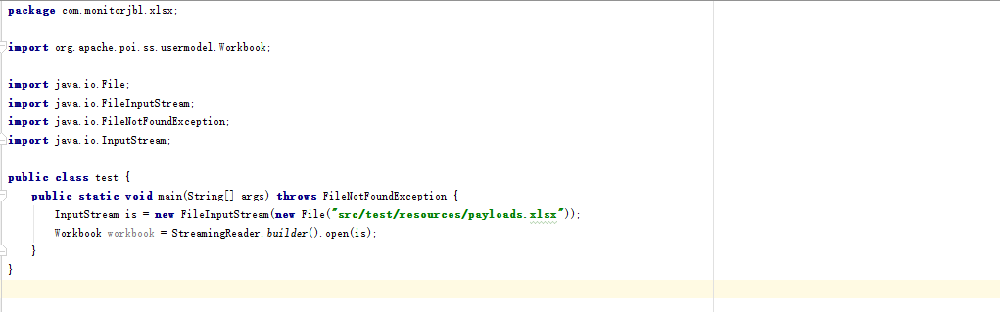 package com.monitorjbl.xlsx;
import org.apache.poi.ss.usermodel.Workbook;
import java.io.File;
import java.io.FileInputStream;
import java.io.FileNotFoundException;
import java.io.InputStream;
public class test {
public static void main(String[] args) throws FileNotFoundException {
InputStream is = new FileInputStream(new File("src/test/resources/payloads.xlsx"));
Workbook workbook = StreamingReader.builder().open(is);
}
}